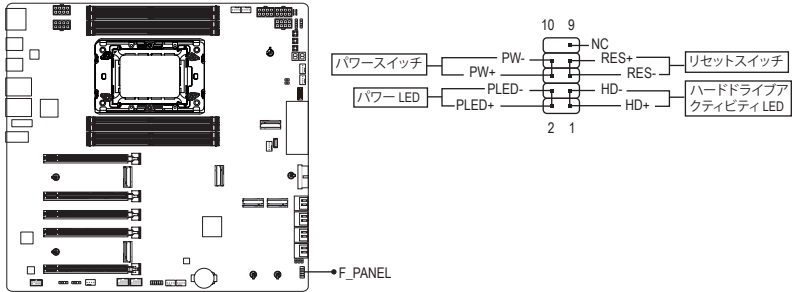 10 9
NC
パワースイッチ
PW-
RES+
リセットスイッチ
PW+
RES-
パワー LED
PLED-
HD-
ハードドライブア
クティビティ LED
PLED+
HD+
2 1
F_PANEL